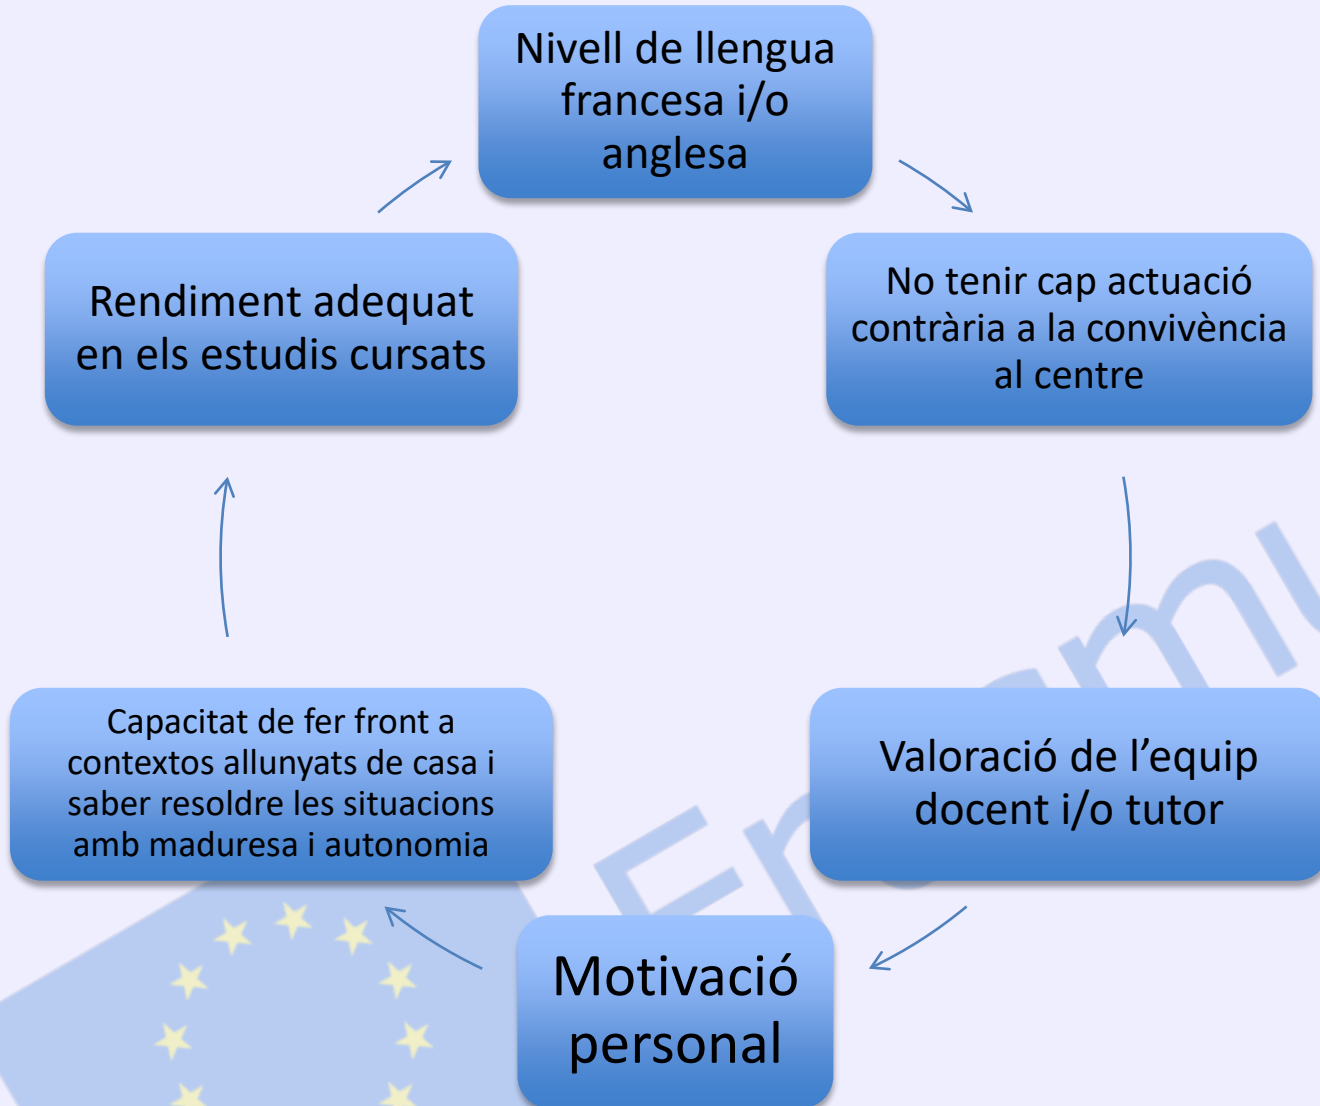 Nivell de llengua
francesa i/o
anglesa
No tenir cap actuació
contrària a la convivència
al centre
Valoració de l’equip
docent i/o tutor
Motivació
personal
Capacitat de fer front a
contextos allunyats de casa i
saber resoldre les situacions
amb maduresa i autonomia
Rendiment adequat
en els estudis cursats